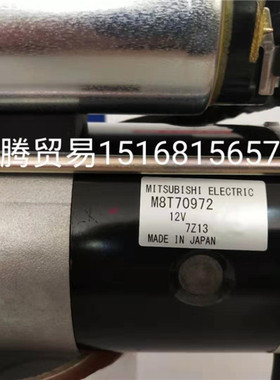 腾贸易1516815657
MITSUBISHI ELECTRIC
M8T70972
12V
7Z13
MADE IN JAPAN